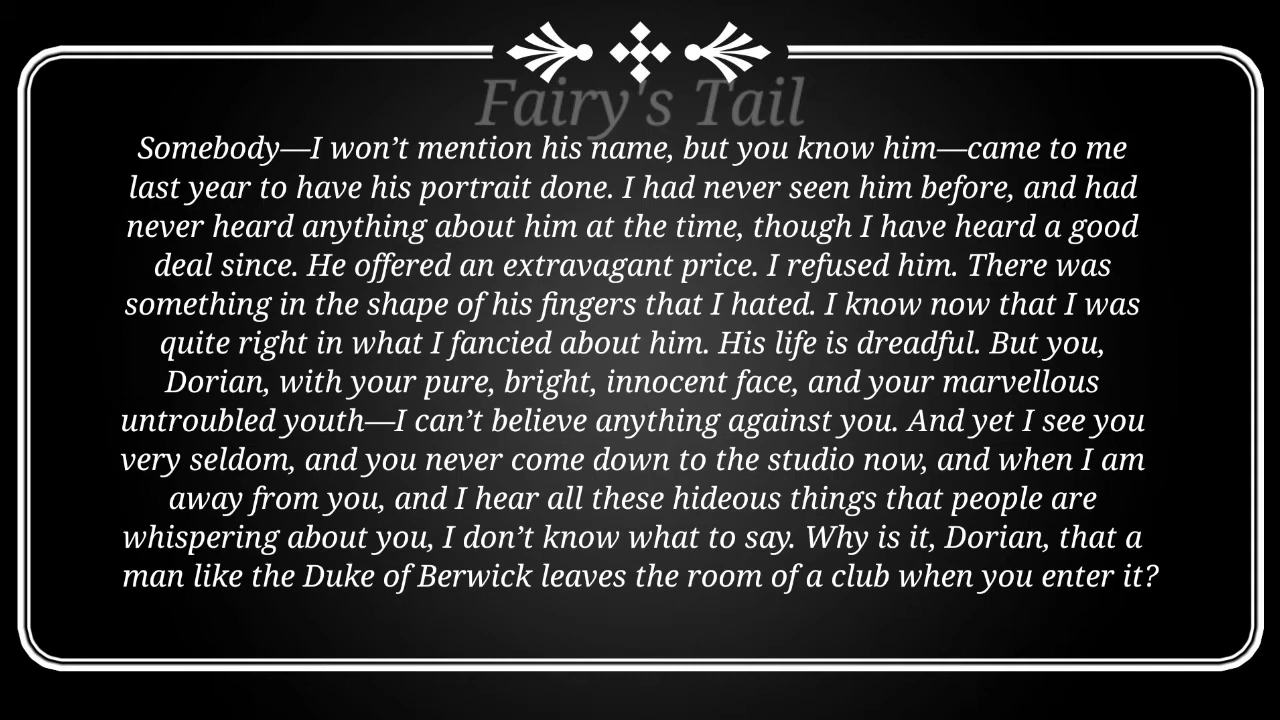 Fairy's Tail
Somebody—I won’t mention his name, but you know him—came to me
last year to have his portrait done. I had never seen him before, and had
never heard anything about him at the time, though I have heard a good
deal since. He offered an extravagant price. I refused him. There was
something in the shape of his fingers that I hated. I know now that I was
quite right in what I fancied about him. His life is dreadful. But you,
Dorian, with your pure, bright, innocent face, and your marvellous
untroubled youth—I can’t believe anything against you. And yet I see you
very seldom, and you never come down to the studio now, and when I am
away from you, and I hear all these hideous things that people are
whispering about you, I don’t know what to say. Why is it, Dorian, that a
man like the Duke of Berwick leaves the room of a club when you enter it?